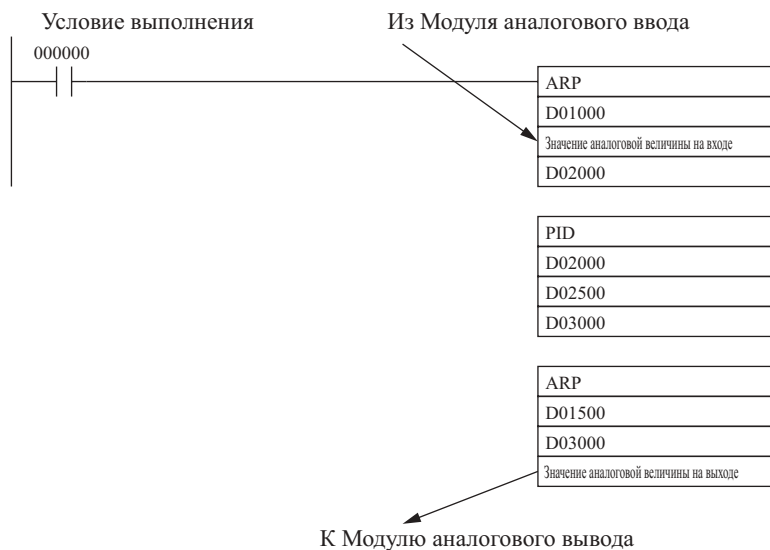 Условие выполнения
Из Модуля аналогового ввода
000000
ARP
D01000
Значение аналоговой величины на входе
D02000
PID
D02000
D02500
D03000
ARP
D01500
D03000
Значение аналоговой величины на выходе
К Модулю аналогового вывода